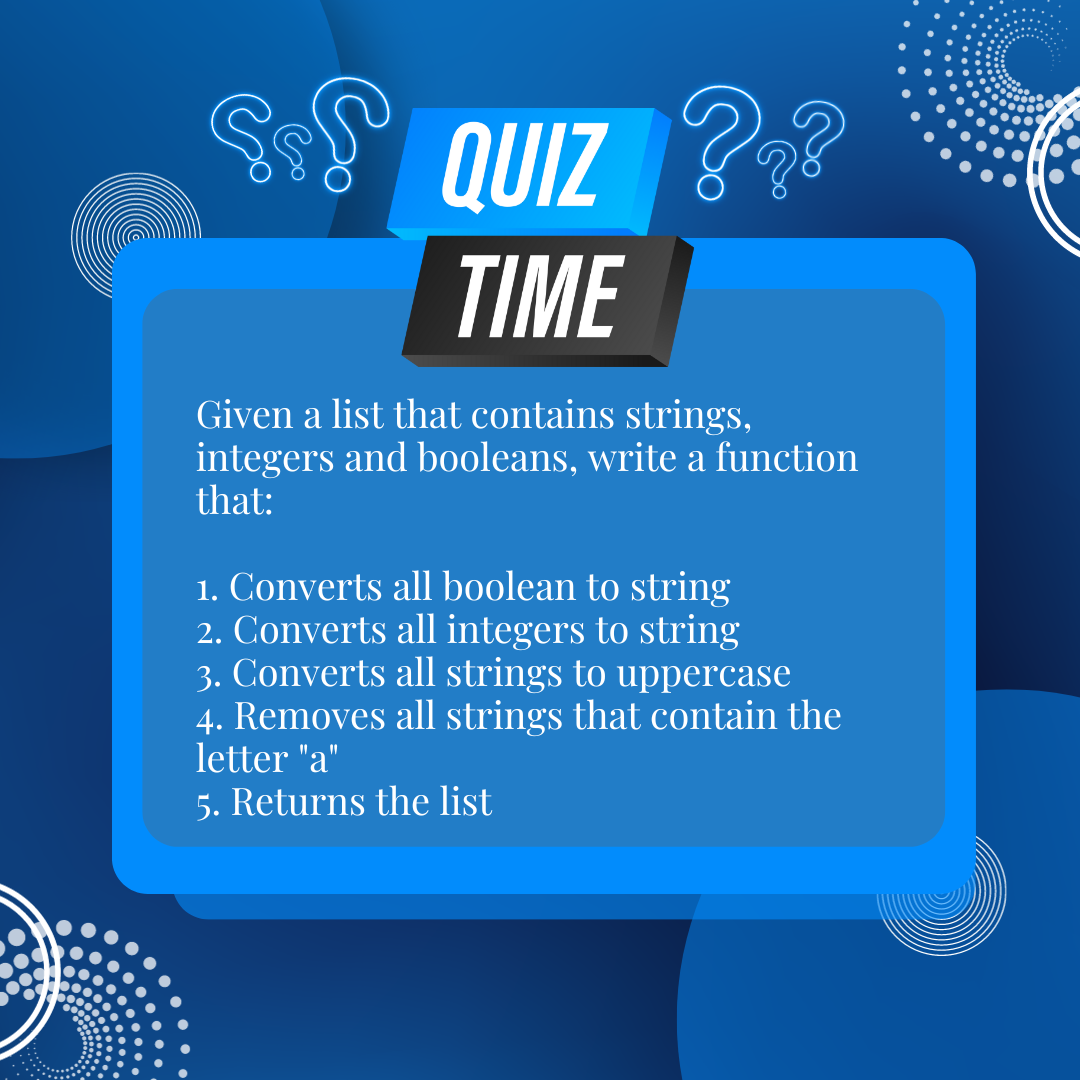 QUIZ
TIME
Given a list that contains strings,
integers and booleans, write a function
that:
1. Converts all boolean to string
2. Converts all integers to string
3. Converts all strings to uppercase
4. Removes all strings that contain the
letter "a"
5. Returns the list